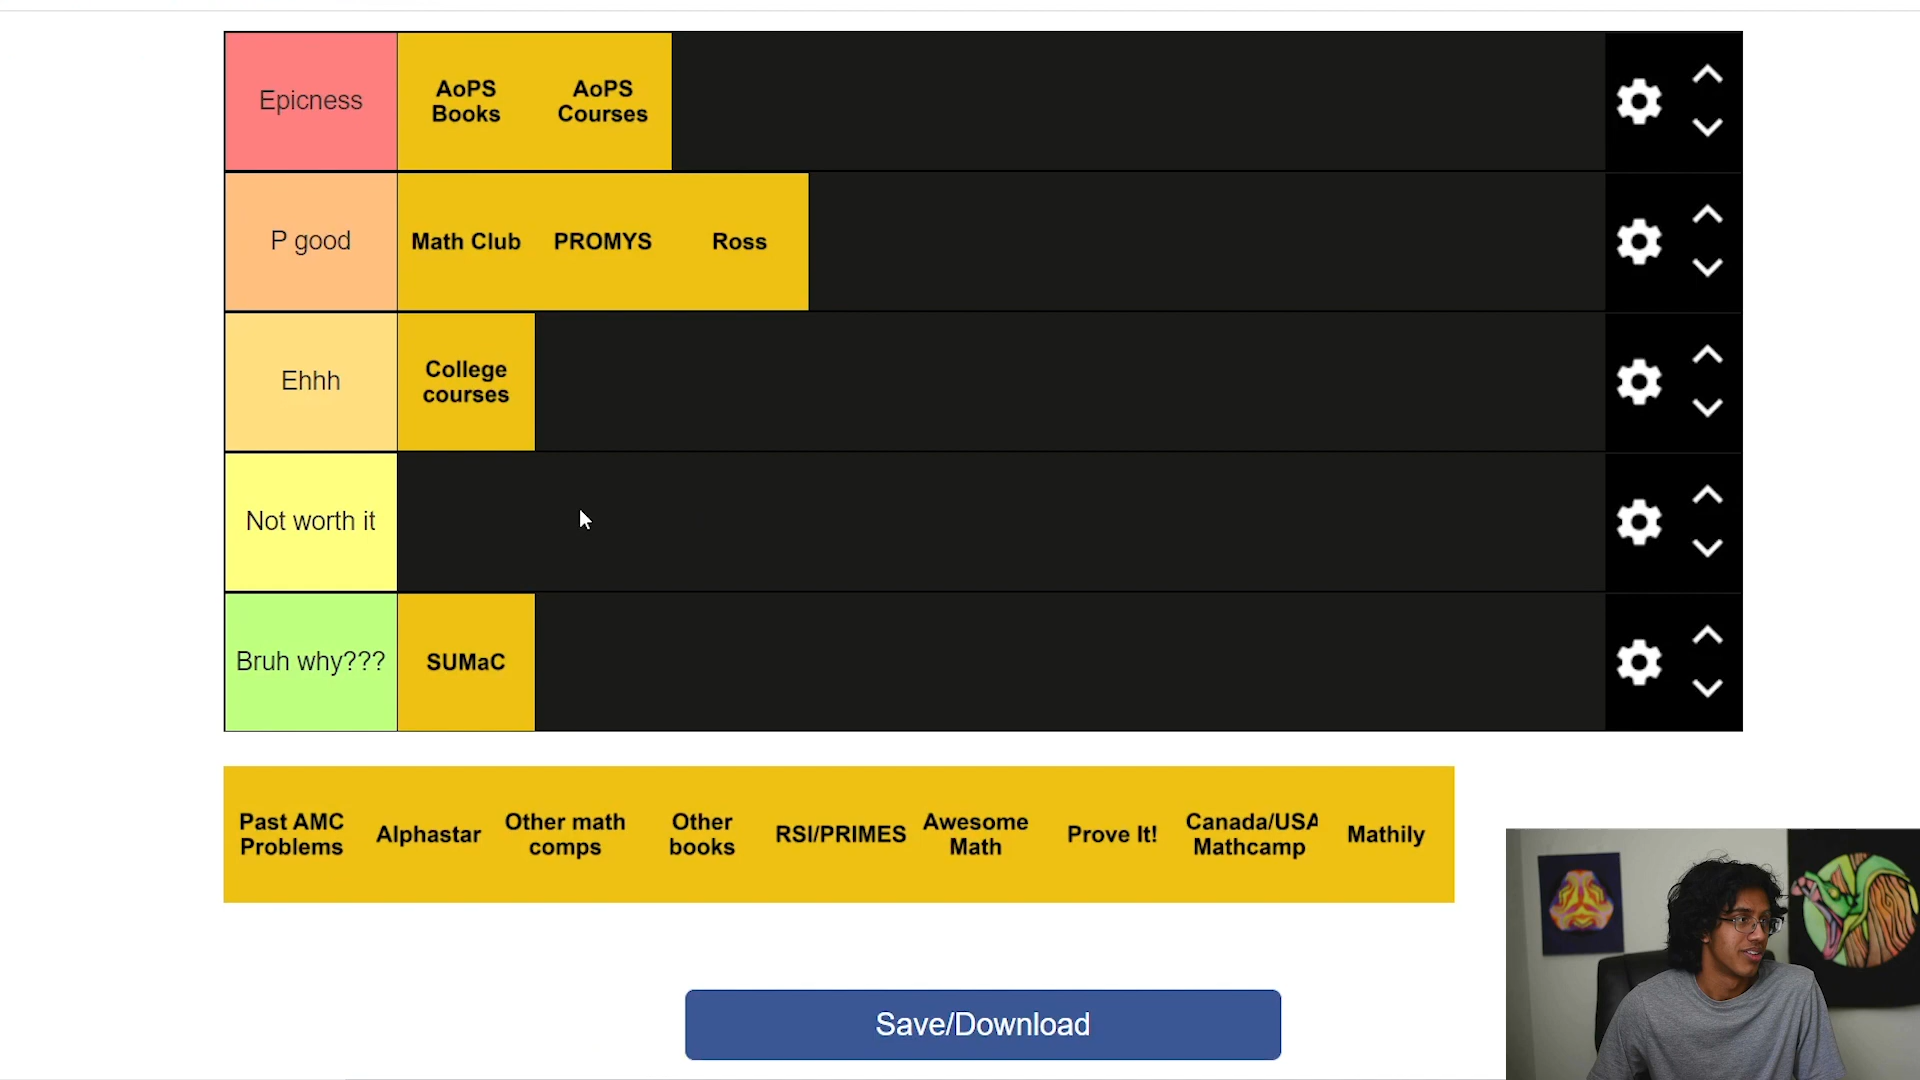 Epicness
AoPS
Books
AoPS
Courses
P good
Math Club
PROMYS
Ross
Ehhh
College
courses
Not worth it
Bruh why???
SUMaC
Past AMC
Problems
Alphastar
Other math
comps
Other
books
RSI/PRIMES
Awesome
Math
Prove It!
Canada/USA
Mathcamp
Mathily
Save/Download